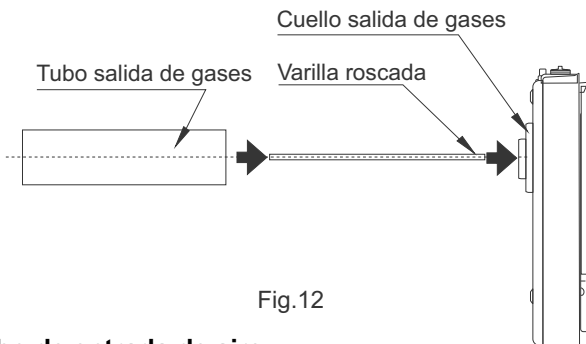 Cuello salida de gases
Tubo salida de gases
Varilla roscada
Fig.12